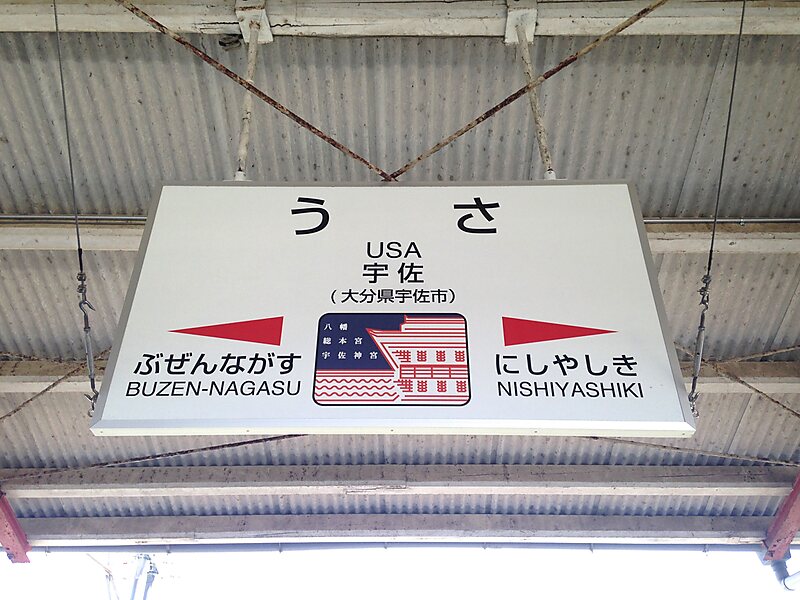 うさ
USA
宇佐
(大分県宇佐市)
八幡
総本宮
宇佐神宮
ぶぜんながす
BUZEN-NAGASU
にしやしき
NISHIYASHIKI